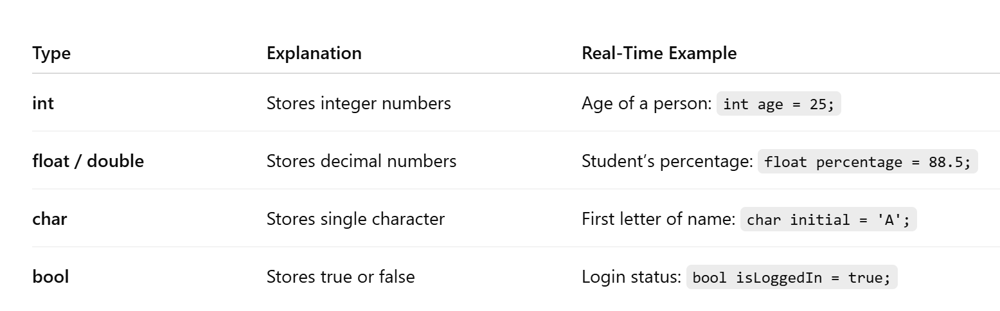 Type Explanation Real-Time Example
int Stores integer numbers Age of a person: int age = 25;
float / double Stores decimal numbers Student’s percentage: float percentage = 88.5;
char Stores single character First letter of name: char initial = 'A';
bool Stores true or false Login status: bool isLoggedIn = true;